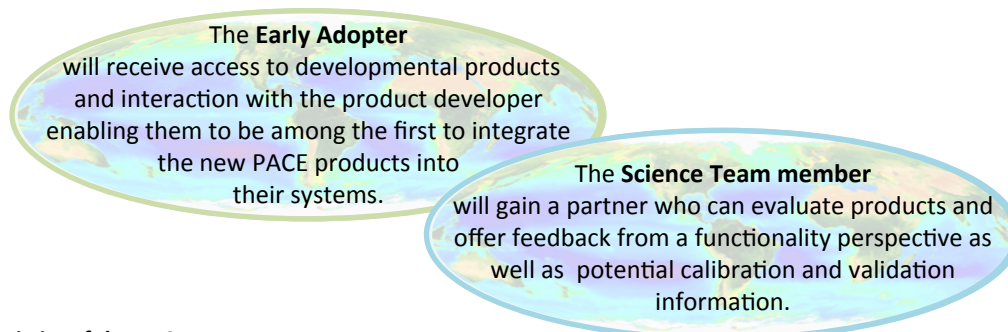 The Early Adopter
will receive access to developmental products
and interaction with the product developer
enabling them to be among the first to integrate
the new PACE products into
their systems.
The Science Team member
will gain a partner who can evaluate products and
offer feedback from a functionality perspective as
well as potential calibration and validation
information.